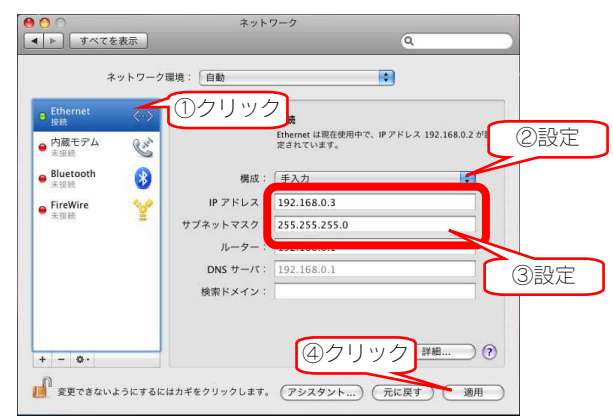 ネットワーク
すべてを表示
ネットワーク環境： 自動
Ethernet
接続
①クリック
続
Ethernet は現在使用中で、IP アドレス 192.168.0.2 が設
定されています。
②設定
内蔵モデム
未接続
Bluetooth
未接続
構成： 手入力
FireWire
未接続
IP アドレス 192.168.0.3
サブネットマスク 255.255.255.0
ルーター： 192.168.0.1
DNS サーバ： 192.168.0.1
③設定
検索ドメイン：
④クリック
詳細... ?
+ −
変更できないようにするにはカギをクリックします。
アシスタント... 元に戻す 適用